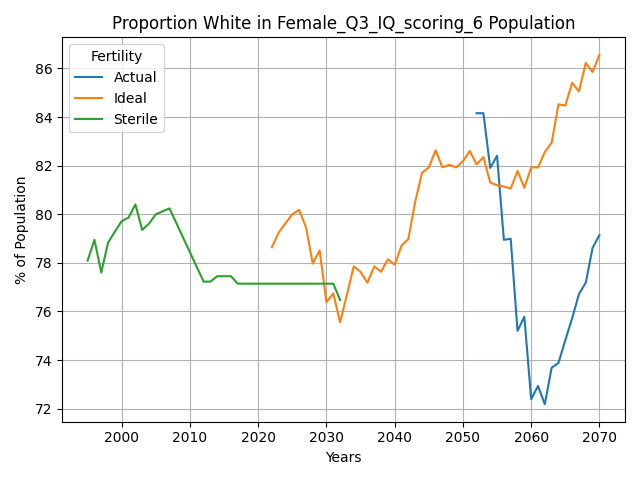 Proportion White in Female_Q3_IQ_scoring_6 Population
Fertility
Actual
Ideal
Sterile
% of Population
86
84
82
80
78
76
74
72
2000
2010
2020
2030
2040
2050
2060
2070
Years